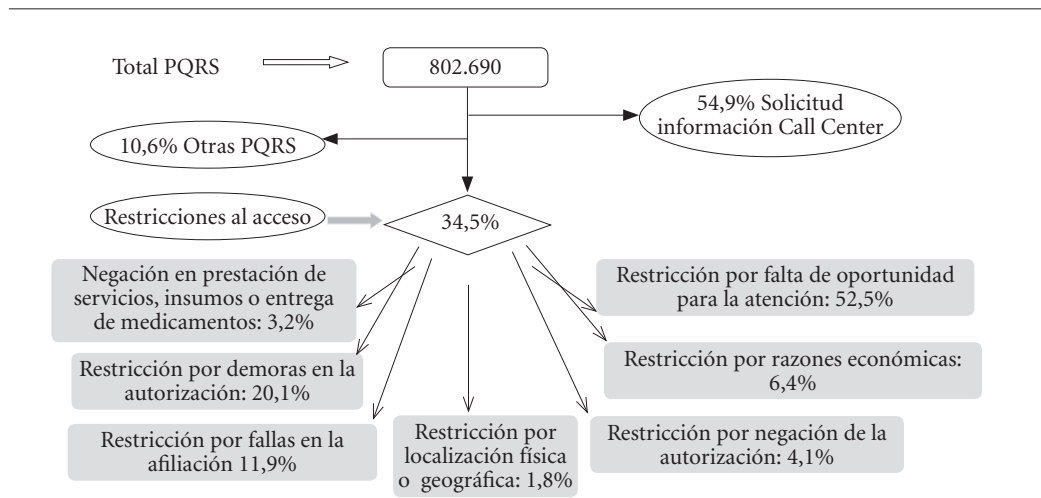 Total PQRS
802.690
54,9% Solicitud
información Call Center
10,6% Otras PQRS
Restricciones al acceso
34,5%
Negación en prestación de
servicios, insumos o entrega
de medicamentos: 3,2%
Restricción por falta de oportunidad
para la atención: 52,5%
Restricción por demoras en la
autorización: 20,1%
Restricción por razones económicas:
6,4%
Restricción por fallas en la
afiliación 11,9%
Restricción por
localización física
o geográfica: 1,8%
Restricción por negación de la
autorización: 4,1%